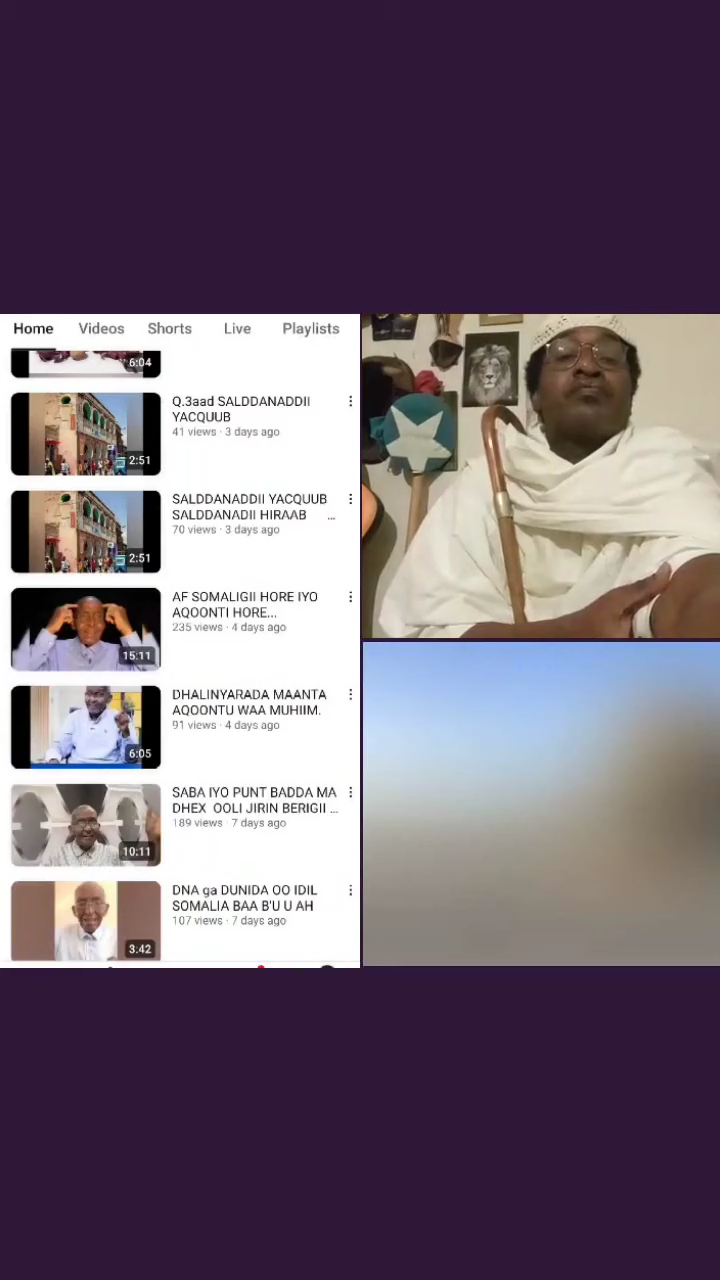 Home Videos Shorts Live Playlists
6:04
Q.3aad SALDDANADDII
YACQUUB
41 views · 3 days ago
2:51
SALDDANADDII YACQUUB
SALDDANADII HIRAAB ...
70 views · 3 days ago
2:51
AF SOMALIGII HORE IYO
AQOONTI HORE...
235 views · 4 days ago
15:11
DHALINYARADA MAANTA
AQOONTU WAA MUHIIM.
91 views · 4 days ago
6:05
SABA IYO PUNT BADDA MA
DHEX OOLI JIRIN BERIGII ...
189 views · 7 days ago
10:11
DNA ga DUNIDA OO IDIL
SOMALIA BAA B'U U AH
107 views · 7 days ago
3:42